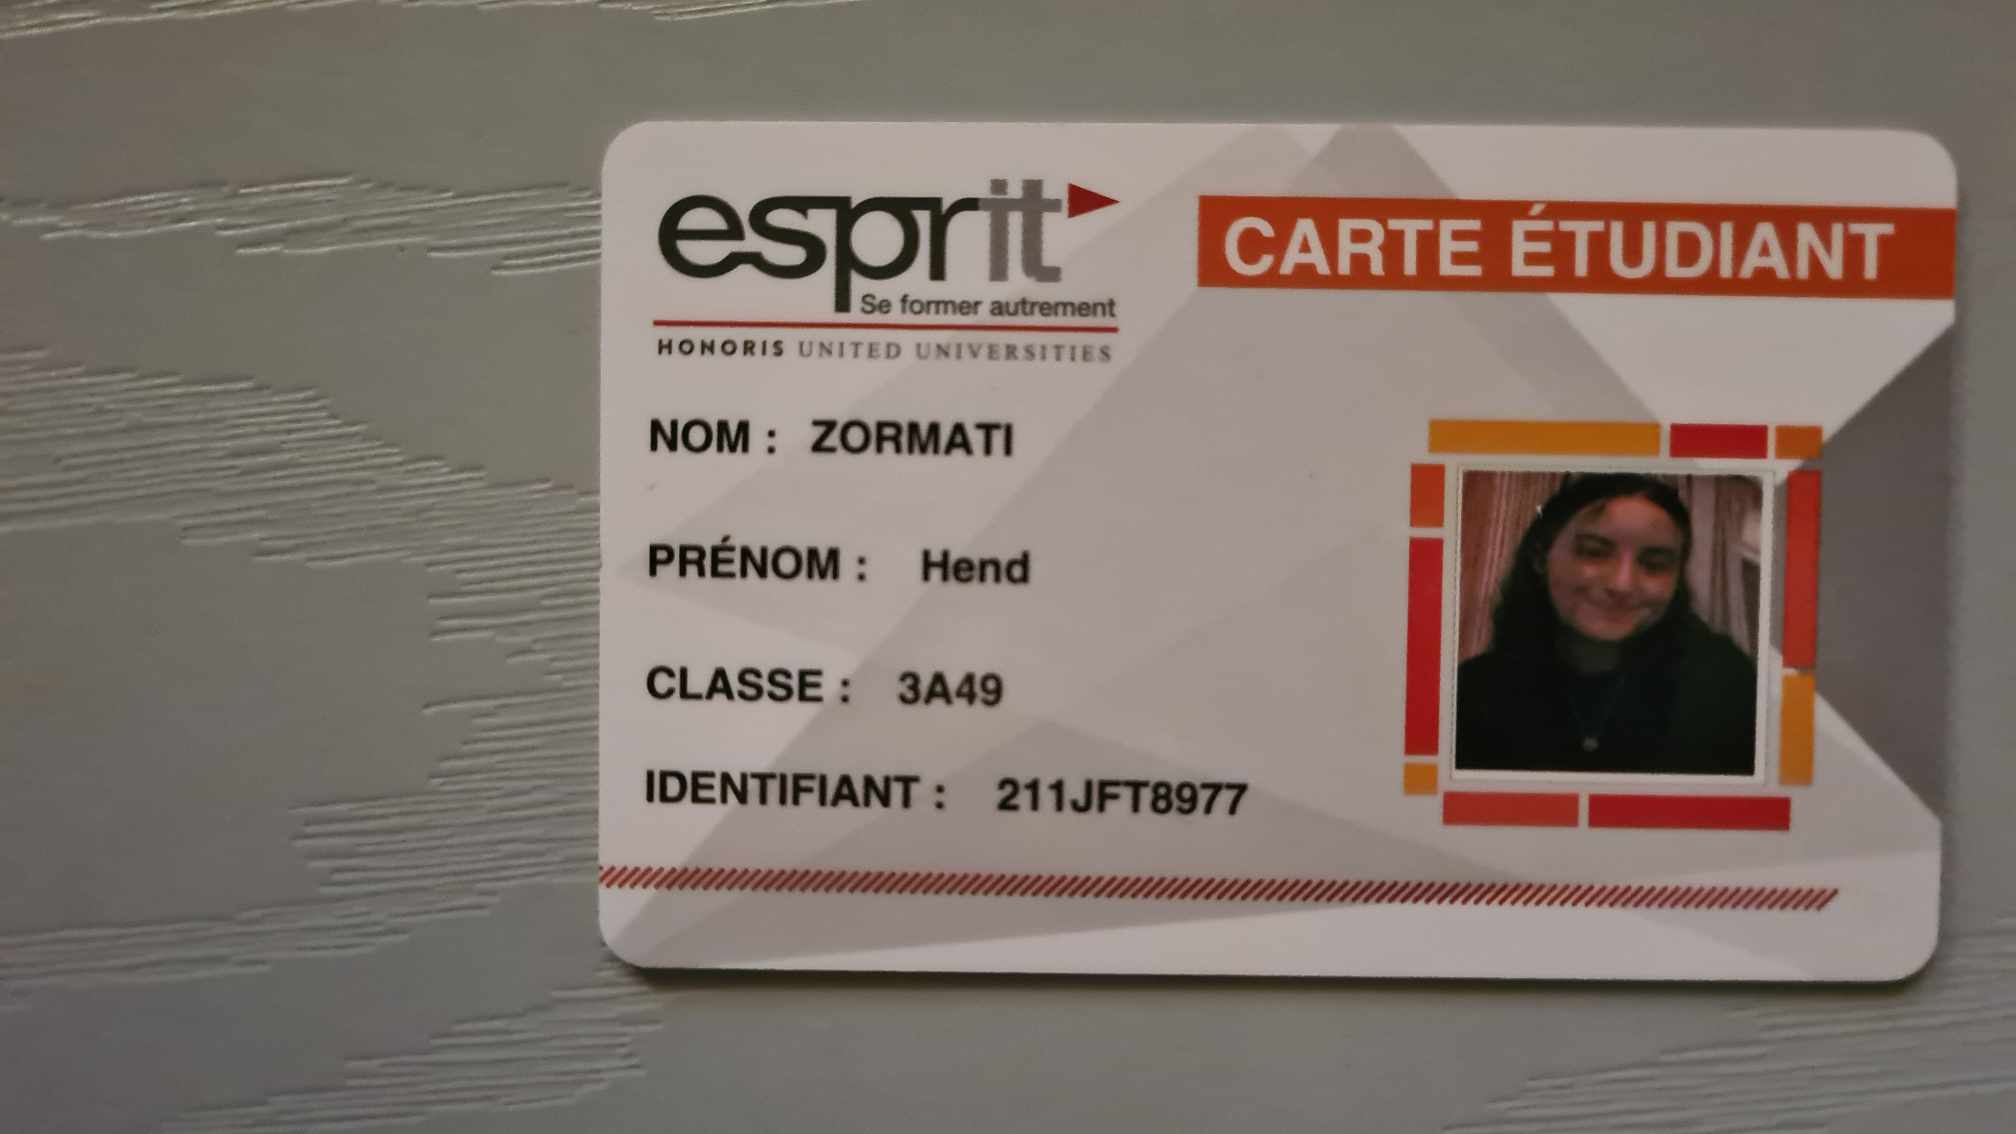 esprit
Se former autrement
HONORIS UNITED UNIVERSITIES
CARTE ÉTUDIANT
NOM : ZORMATI
PRÉNOM : Hend
CLASSE : 3A49
IDENTIFIANT : 211JFT8977